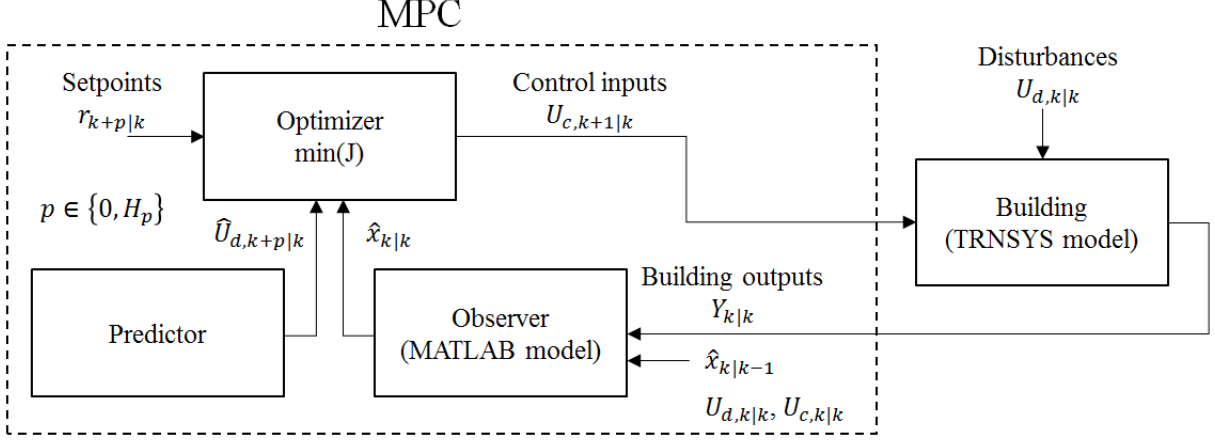 MPC
Setpoints
r_{k+p|k}
Optimizer
min(J)
Control inputs
U_{c,k+1|k}
Disturbances
U_{d,k|k}
p ∈ {0, H_p}
Û_{d,k+p|k}
x̂_{k|k}
Building
(TRNSYS model)
Predictor
Observer
(MATLAB model)
Building outputs
Y_{k|k}
x̂_{k|k−1}
U_{d,k|k}, U_{c,k|k}